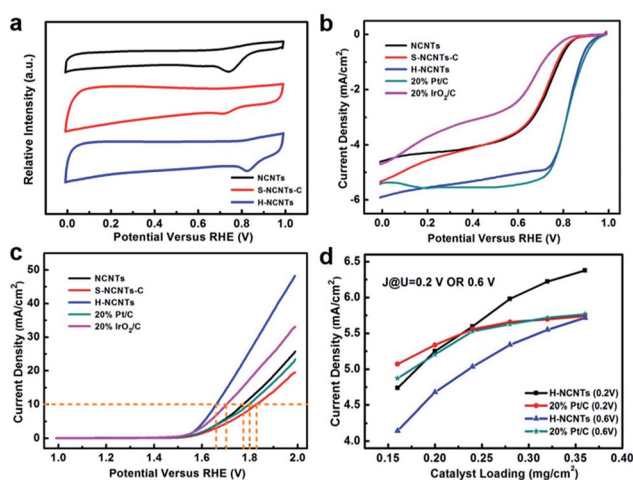 a
Relative Intensity (a.u.)
NCNTs
S-NCNTs-C
H-NCNTs
0.0 0.2 0.4 0.6 0.8 1.0
Potential Versus RHE (V)
b
Current Density (mA/cm²)
0
-2
-4
-6
NCNTs
S-NCNTs-C
H-NCNTs
20% Pt/C
20% IrO₂/C
0.0 0.2 0.4 0.6 0.8 1.0
Potential Versus RHE (V)
c
Current Density (mA/cm²)
50
40
30
20
10
0
NCNTs
S-NCNTs-C
H-NCNTs
20% Pt/C
20% IrO₂/C
1.0 1.2 1.4 1.6 1.8 2.0
Potential Versus RHE (V)
d
Current Density (mA/cm²)
6.5
6.0
5.5
5.0
4.5
4.0
J@U=0.2 V OR 0.6 V
H-NCNTs (0.2V)
20% Pt/C (0.2V)
H-NCNTs (0.6V)
20% Pt/C (0.6V)
0.15 0.20 0.25 0.30 0.35 0.40
Catalyst Loading (mg/cm²)